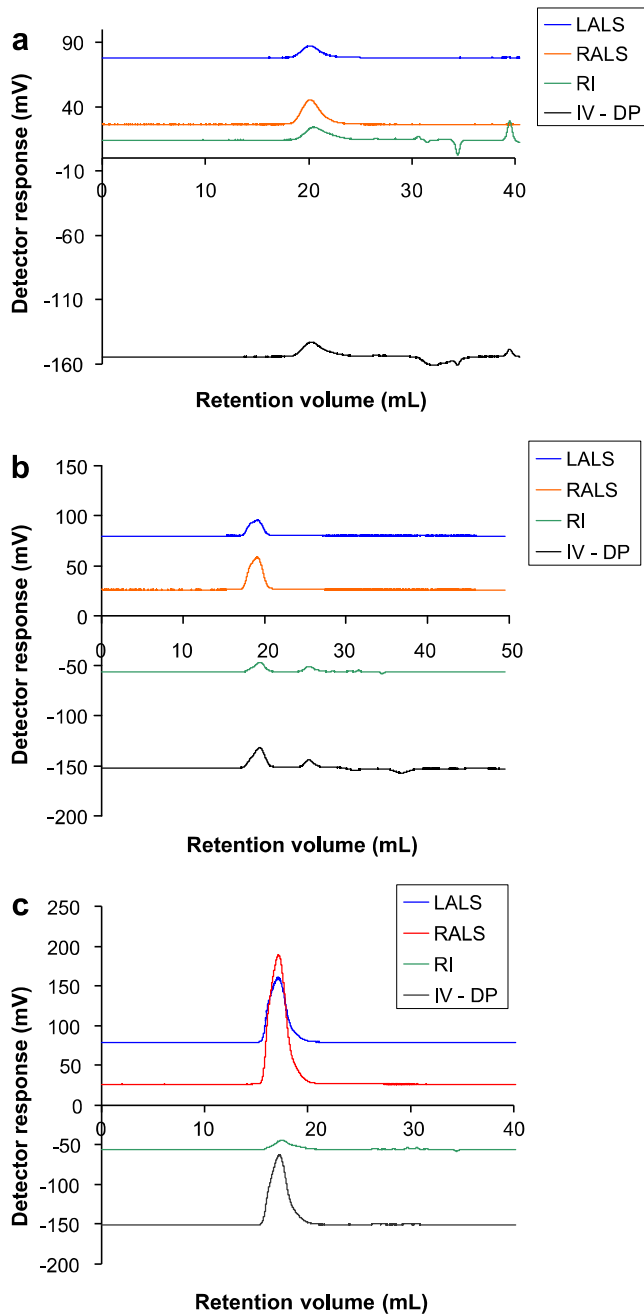 a
Detector response (mV)
90
40
-10
-60
-110
-160
0 10 20 30 40
Retention volume (mL)
LALS
RALS
RI
IV - DP
b
Detector response (mV)
150
100
50
0
-50
-100
-150
-200
0 10 20 30 40 50
Retention volume (mL)
LALS
RALS
RI
IV - DP
c
Detector response (mV)
250
200
150
100
50
0
-50
-100
-150
-200
0 10 20 30 40
Retention volume (mL)
LALS
RALS
RI
IV - DP